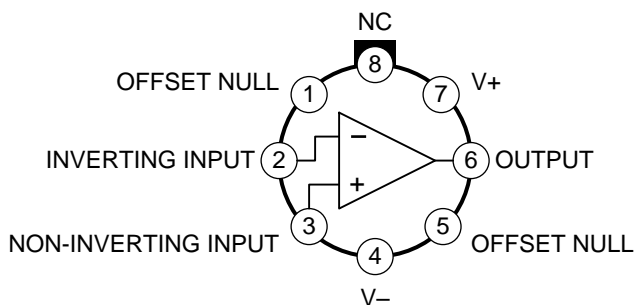 NC
8
OFFSET NULL 1 7 V+
INVERTING INPUT 2 − 6 OUTPUT
+
NON-INVERTING INPUT 3 5 OFFSET NULL
4
V−